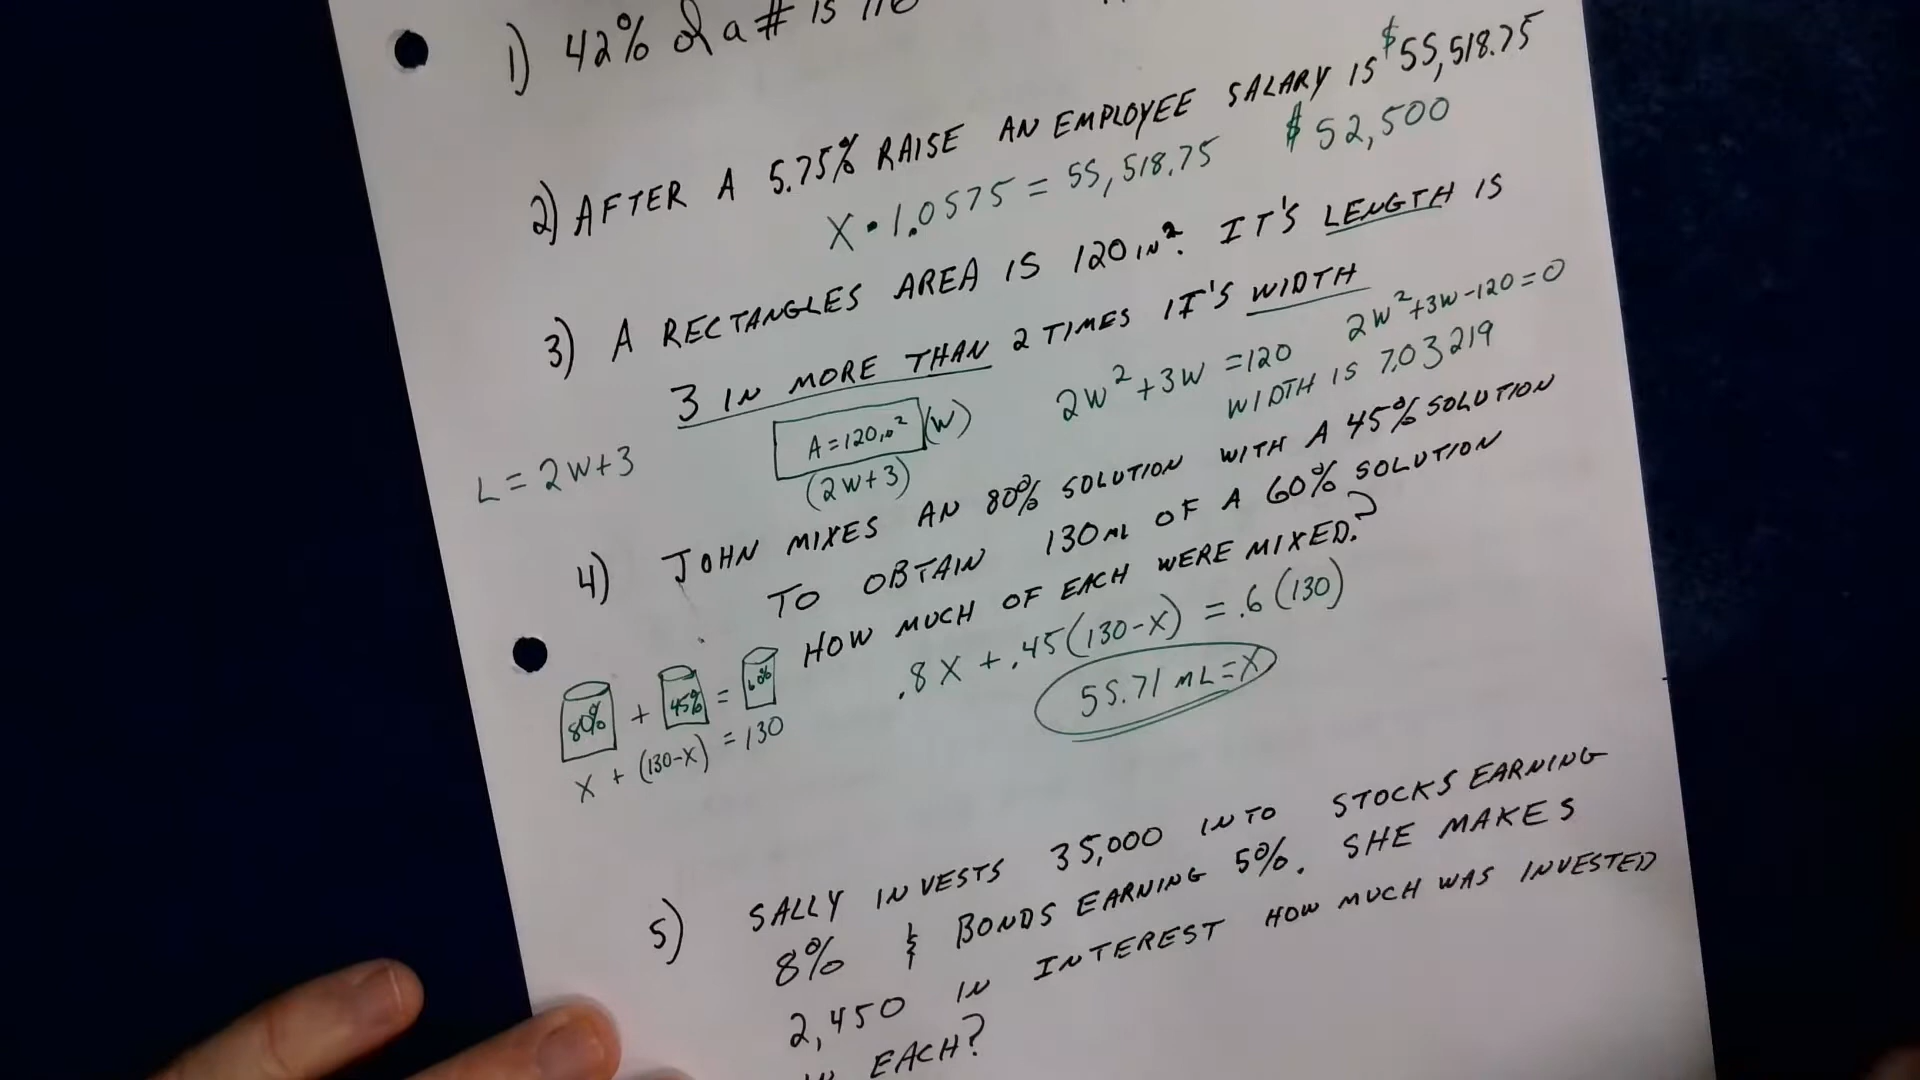 1) 42% of a # is
2) AFTER A 5.75% RAISE AN EMPLOYEE SALARY IS $55,518.75
X • 1.0575 = 55,518.75 $52,500
3) A RECTANGLES AREA IS 120 IN². IT'S LENGTH IS
3 IN MORE THAN 2 TIMES IT'S WIDTH
L = 2W+3
A = 120in² (W)
(2W+3)
2W²+3W = 120
2W²+3W-120=0
WIDTH IS 7.03219
4) JOHN MIXES AN 80% SOLUTION WITH A 45% SOLUTION
TO OBTAIN 130ML OF A 60% SOLUTION
HOW MUCH OF EACH WERE MIXED?
80% + 45% = 60%
X + (130-X) = 130
.8X + .45(130-X) = .6(130)
55.71 mL=X
5) SALLY INVESTS 35,000 INTO STOCKS EARNING
8% & BONDS EARNING 5%. SHE MAKES
2,450 IN INTEREST HOW MUCH WAS INVESTED
EACH?